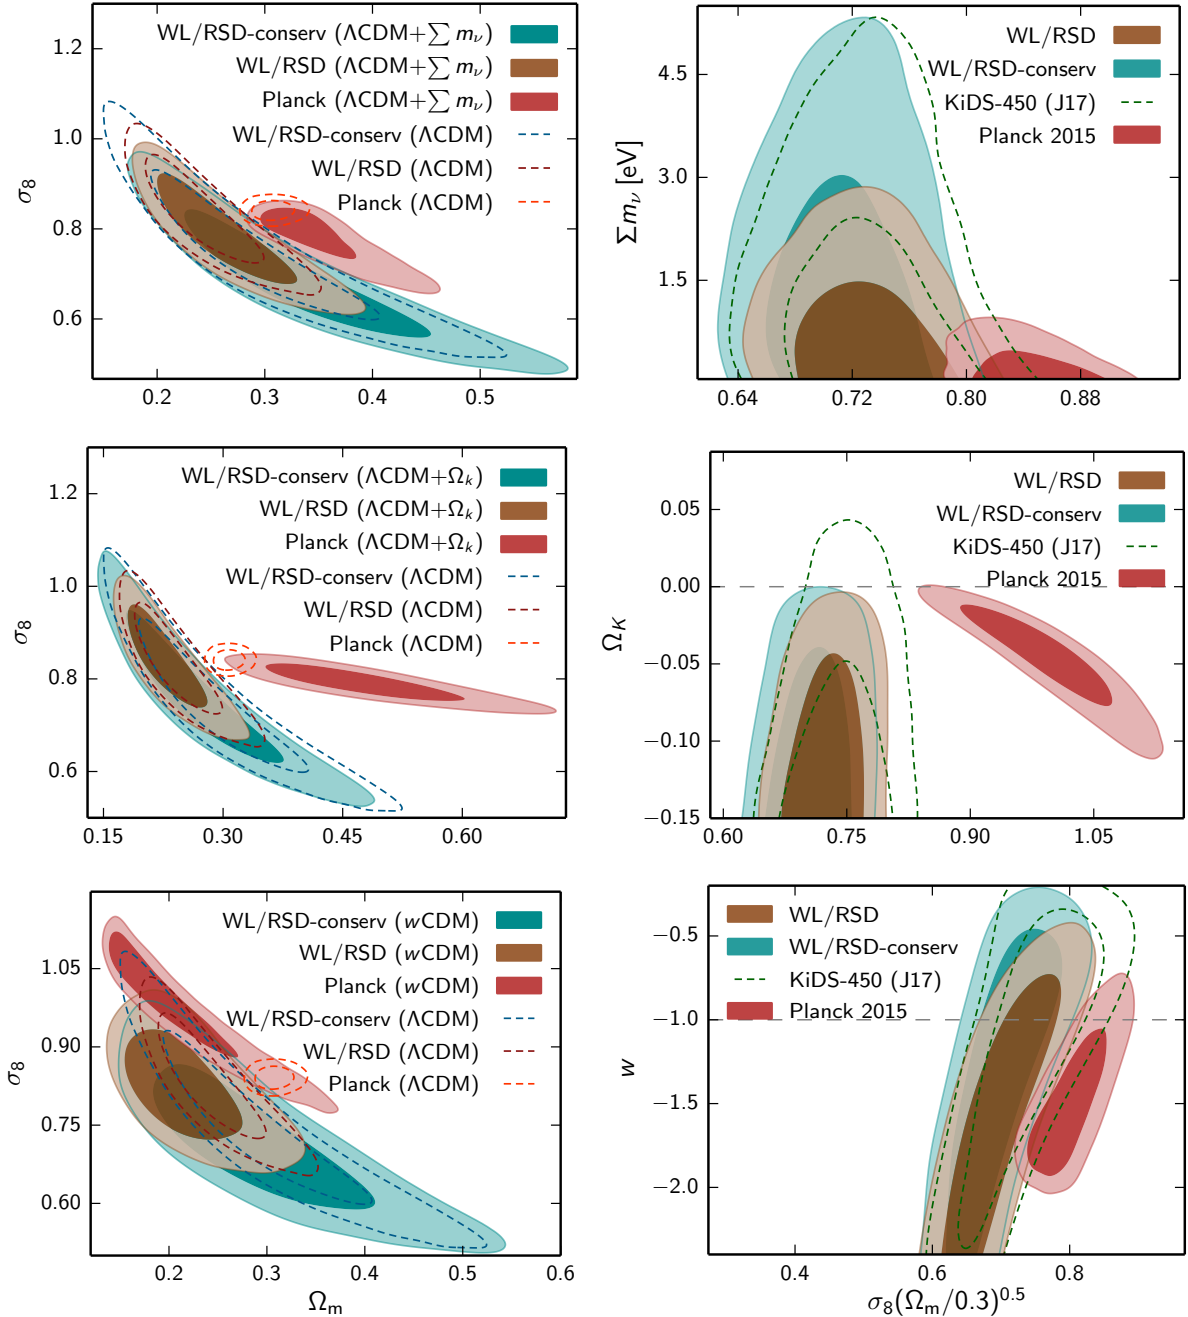 WL/RSD-conserv (ΛCDM+∑ mν)
WL/RSD (ΛCDM+∑ mν)
Planck (ΛCDM+∑ mν)
WL/RSD-conserv (ΛCDM)
WL/RSD (ΛCDM)
Planck (ΛCDM)
1.2
1.0
0.8
0.6
σ8
0.2 0.3 0.4 0.5
WL/RSD
WL/RSD-conserv
KiDS-450 (J17)
Planck 2015
4.5
3.0
1.5
Σmν [eV]
0.64 0.72 0.80 0.88
WL/RSD-conserv (ΛCDM+Ωk)
WL/RSD (ΛCDM+Ωk)
Planck (ΛCDM+Ωk)
WL/RSD-conserv (ΛCDM)
WL/RSD (ΛCDM)
Planck (ΛCDM)
1.2
1.0
0.8
0.6
σ8
0.15 0.30 0.45 0.60
WL/RSD
WL/RSD-conserv
KiDS-450 (J17)
Planck 2015
0.05
0.00
−0.05
−0.10
−0.15
ΩK
0.60 0.75 0.90 1.05
WL/RSD-conserv (wCDM)
WL/RSD (wCDM)
Planck (wCDM)
WL/RSD-conserv (ΛCDM)
WL/RSD (ΛCDM)
Planck (ΛCDM)
1.05
0.90
0.75
0.60
σ8
0.2 0.3 0.4 0.5 0.6
Ωm
WL/RSD
WL/RSD-conserv
KiDS-450 (J17)
Planck 2015
−0.5
−1.0
−1.5
−2.0
w
0.4 0.6 0.8
σ8(Ωm/0.3)^0.5